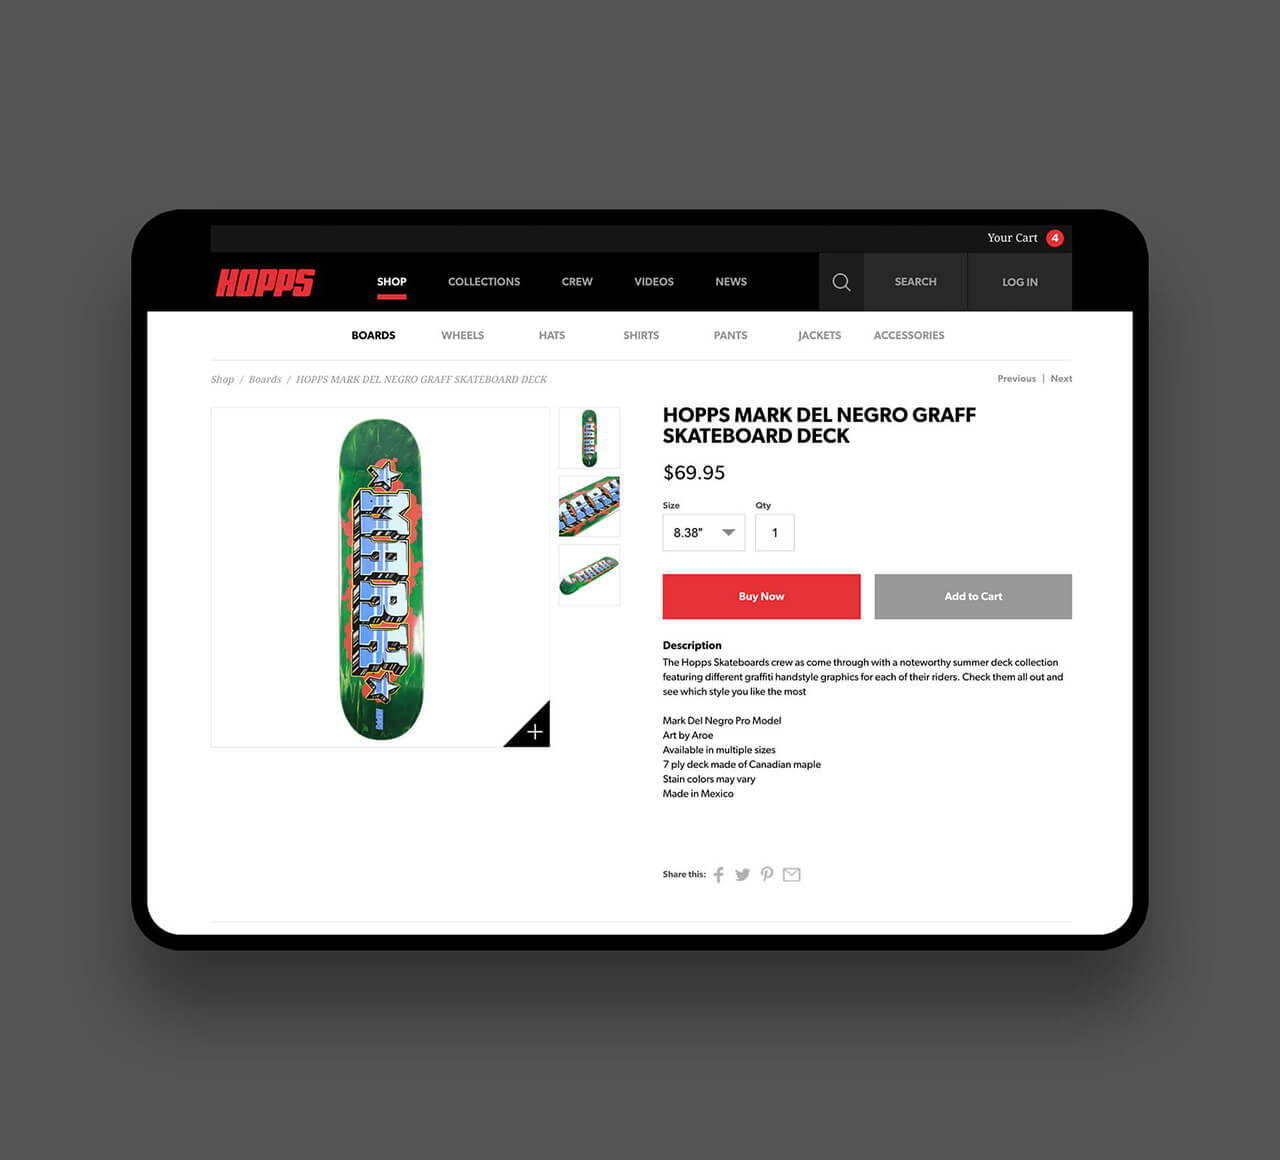 Your Cart 4
HOPPS SHOP COLLECTIONS CREW VIDEOS NEWS SEARCH LOG IN
BOARDS WHEELS HATS SHIRTS PANTS JACKETS ACCESSORIES
Shop / Boards / HOPPS MARK DEL NEGRO GRAFF SKATEBOARD DECK
Previous | Next
MARK
HOPPS
HOPPS MARK DEL NEGRO GRAFF
SKATEBOARD DECK
$69.95
Size Qty
8.38" 1
Buy Now Add to Cart
Description
The Hopps Skateboards crew as come through with a noteworthy summer deck collection
featuring different graffiti handstyle graphics for each of their riders. Check them all out and
see which style you like the most
Mark Del Negro Pro Model
Art by Aroe
Available in multiple sizes
7 ply deck made of Canadian maple
Stain colors may vary
Made in Mexico
Share this: